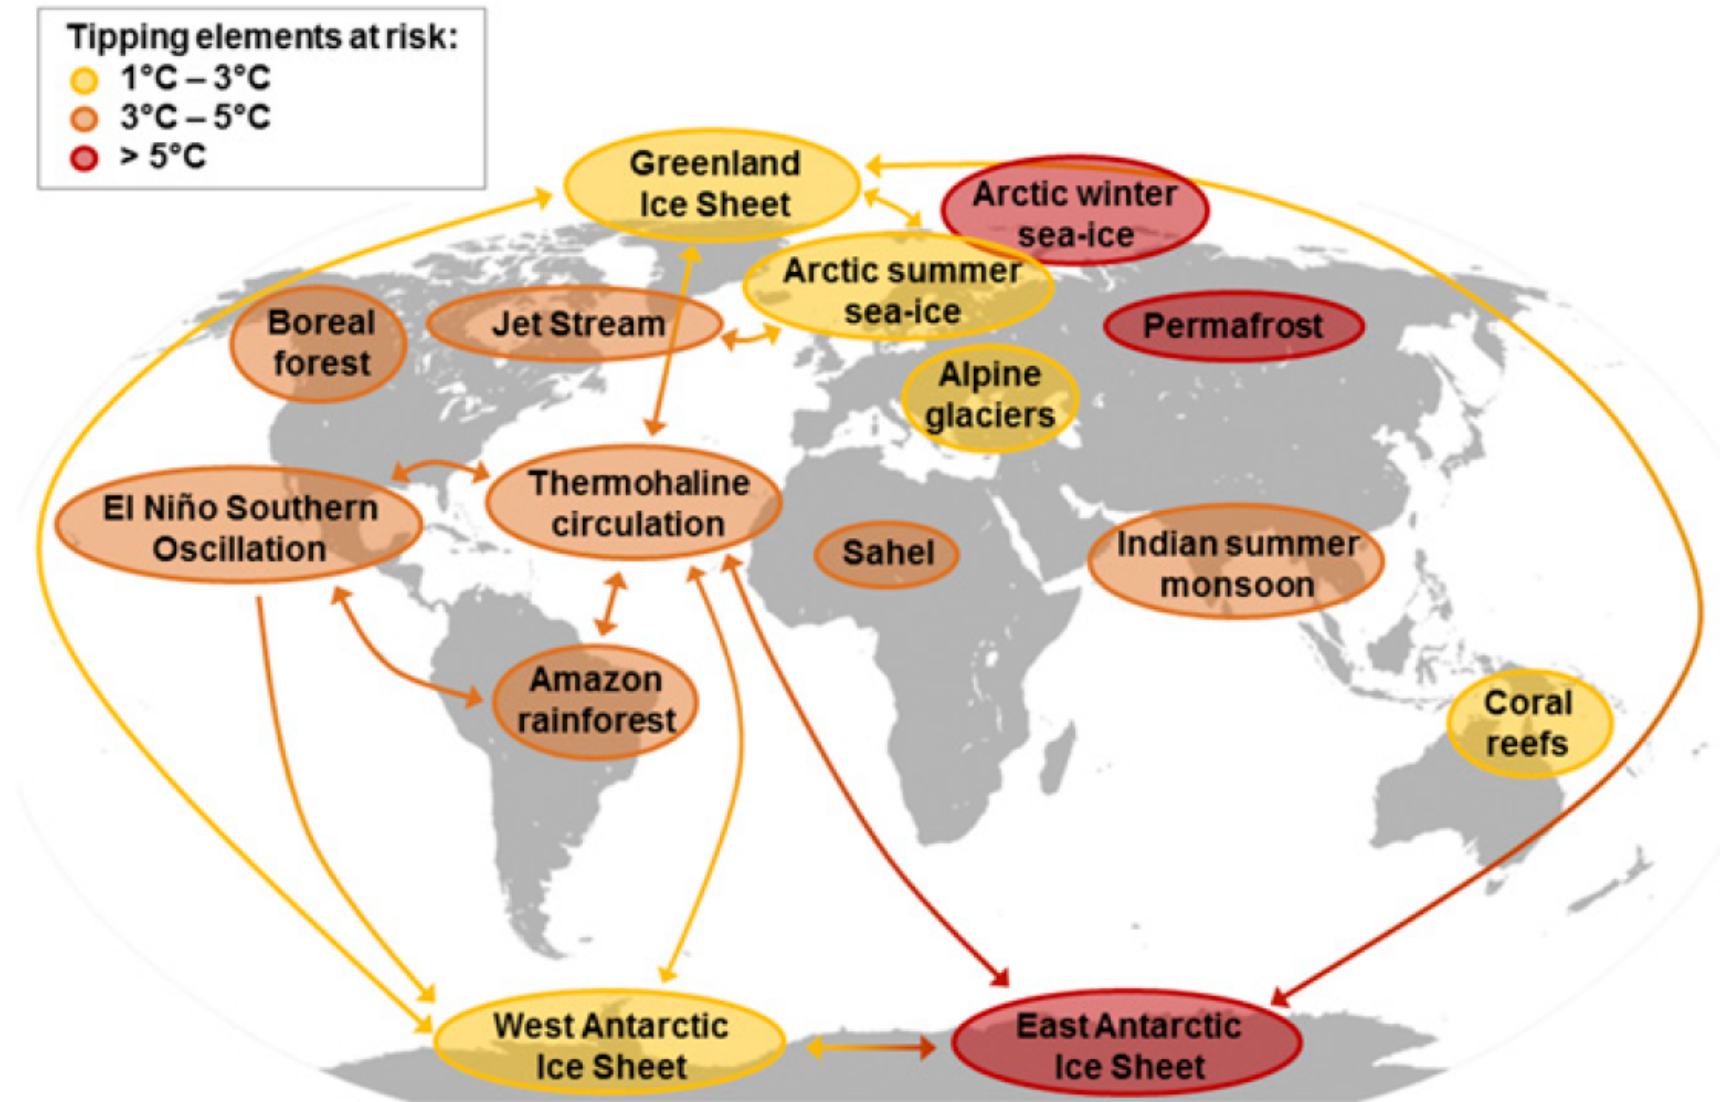 Tipping elements at risk:
1°C – 3°C
3°C – 5°C
> 5°C
Greenland
Ice Sheet
Arctic winter
sea-ice
Arctic summer
sea-ice
Boreal
forest
Jet Stream
Permafrost
Alpine
glaciers
El Niño Southern
Oscillation
Thermohaline
circulation
Sahel
Indian summer
monsoon
Amazon
rainforest
Coral
reefs
West Antarctic
Ice Sheet
East Antarctic
Ice Sheet